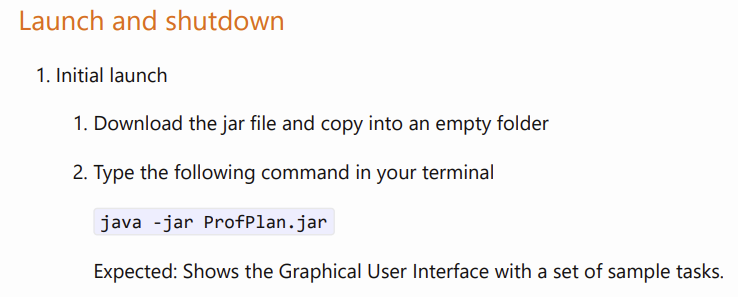 Launch and shutdown
1. Initial launch
1. Download the jar file and copy into an empty folder
2. Type the following command in your terminal
java -jar ProfPlan.jar
Expected: Shows the Graphical User Interface with a set of sample tasks.